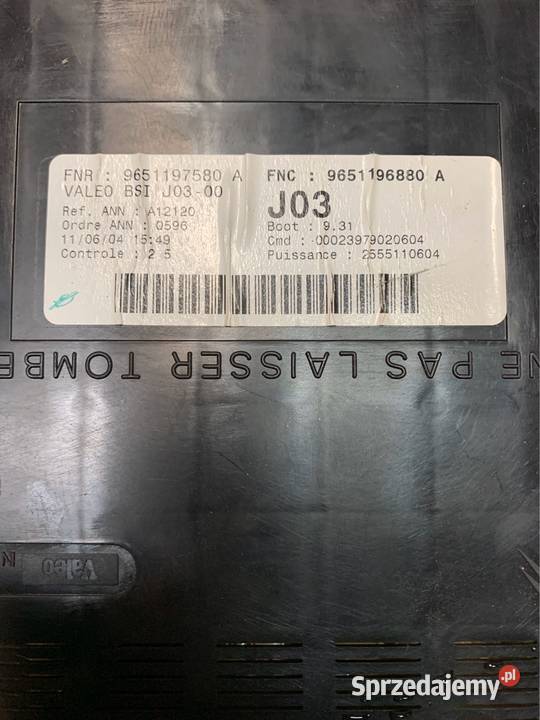 FNR : 9651197580 A
VALEO BSI J03-00
Ref. ANN : A12120
Ordre ANN : 0596
11/06/04 15:49
Controle : 2 5
FNC : 9651196880 A
J03
Boot : 9.31
Cmd : 00023979020604
Puissance : 2555110604
NE PAS LAISSER TOMBE
Valeo
N
Sprzedajemy.pl